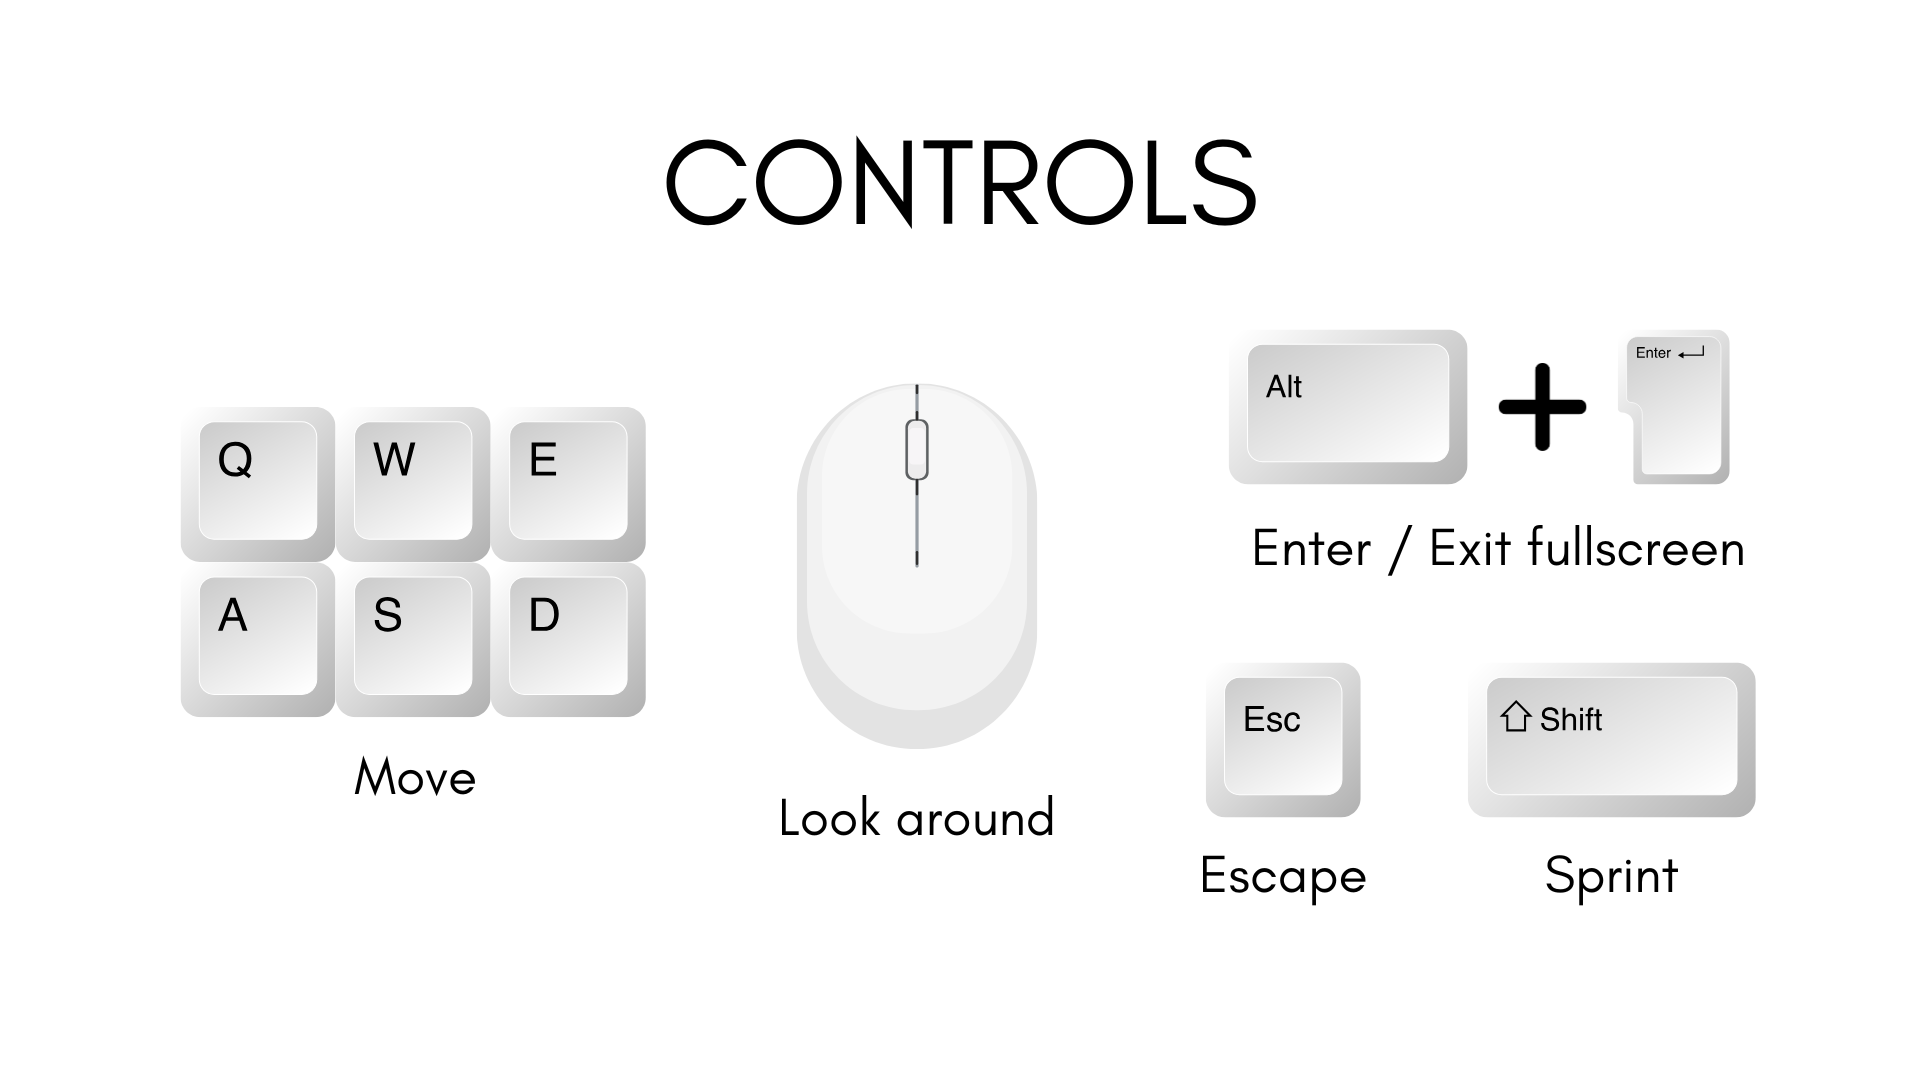 CONTROLS
Q W E
A S D
Move
Look around
Alt + Enter
Enter / Exit fullscreen
Esc
Escape
Shift
Sprint